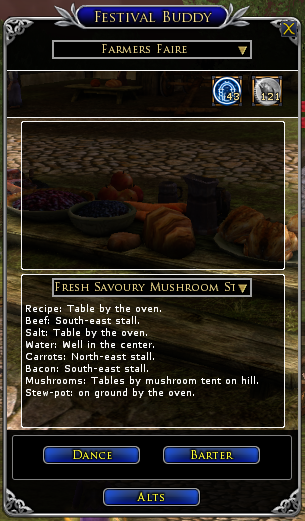 Festival Buddy
Farmers Faire
43
121
Fresh Savoury Mushroom St
Recipe: Table by the oven.
Beef: South-east stall.
Salt: Table by the oven.
Water: Well in the center.
Carrots: North-east stall.
Bacon: South-east stall.
Mushrooms: Tables by mushroom tent on hill.
Stew-pot: on ground by the oven.
Dance
Barter
Alts